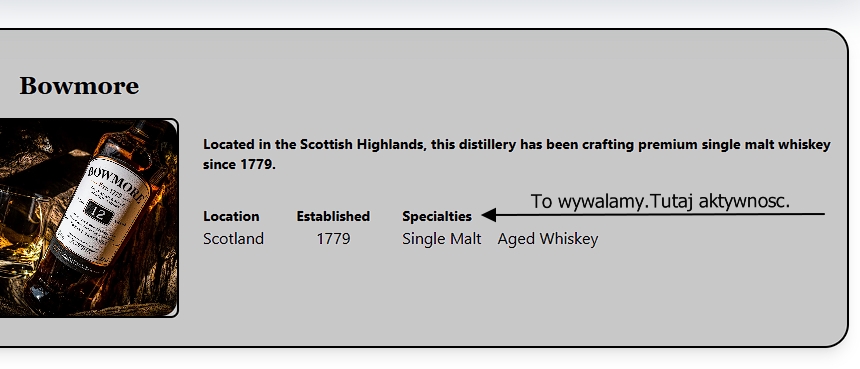 Bowmore
BOWMORE
12
Located in the Scottish Highlands, this distillery has been crafting premium single malt whiskey
since 1779.
To wywalamy.Tutaj aktywnosc.
Location Established Specialties
Scotland 1779 Single Malt Aged Whiskey